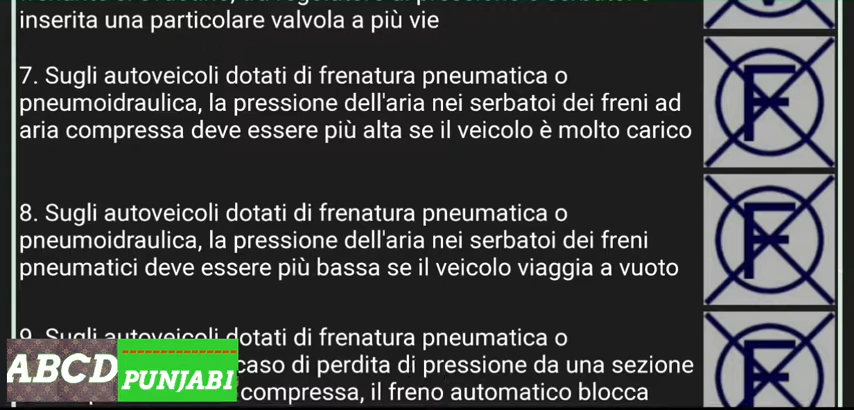 inserita una particolare valvola a più vie
7. Sugli autoveicoli dotati di frenatura pneumatica o
pneumoidraulica, la pressione dell'aria nei serbatoi dei freni ad
aria compressa deve essere più alta se il veicolo è molto carico
F
8. Sugli autoveicoli dotati di frenatura pneumatica o
pneumoidraulica, la pressione dell'aria nei serbatoi dei freni
pneumatici deve essere più bassa se il veicolo viaggia a vuoto
F
9. Sugli autoveicoli dotati di frenatura pneumatica o
caso di perdita di pressione da una sezione
compressa, il freno automatico blocca
F
ABCD
PUNJABI